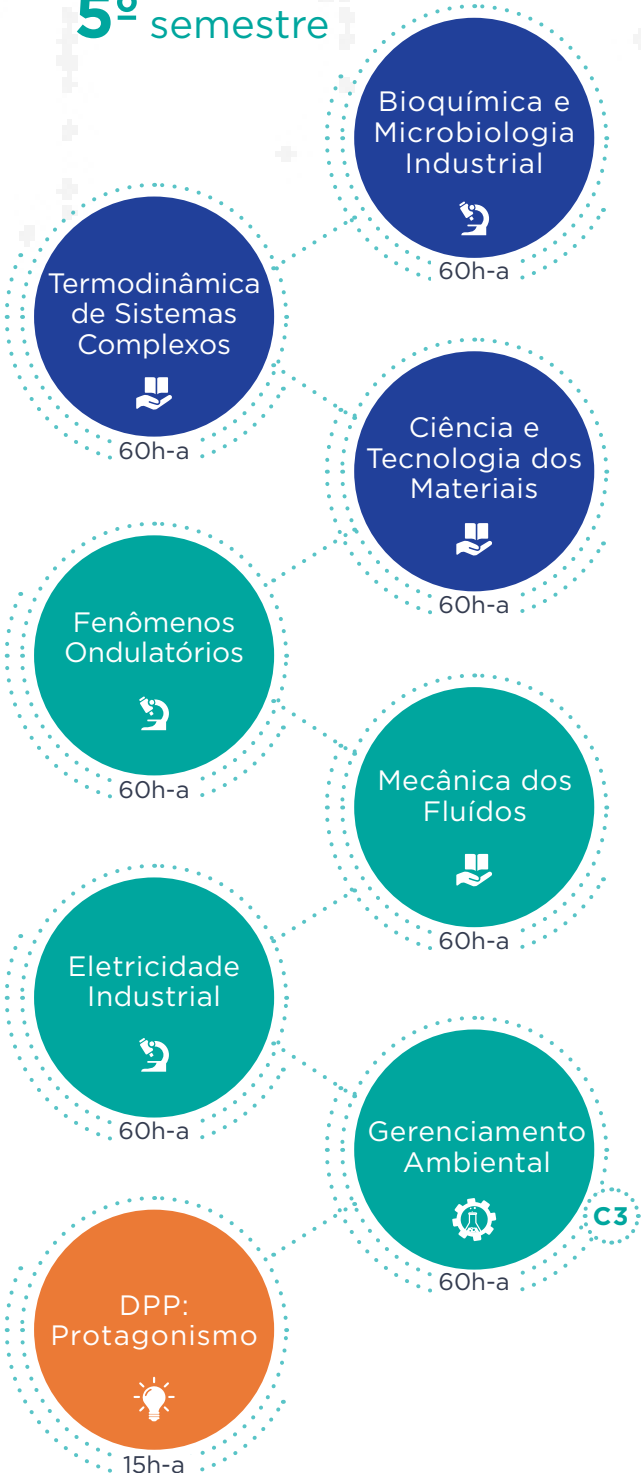 5º semestre
Bioquímica e
Microbiologia
Industrial
60h-a
Termodinâmica
de Sistemas
Complexos
60h-a
Ciência e
Tecnologia dos
Materiais
60h-a
Fenômenos
Ondulatórios
60h-a
Mecânica dos
Fluídos
60h-a
Eletricidade
Industrial
60h-a
Gerenciamento
Ambiental
C3
60h-a
DPP:
Protagonismo
15h-a